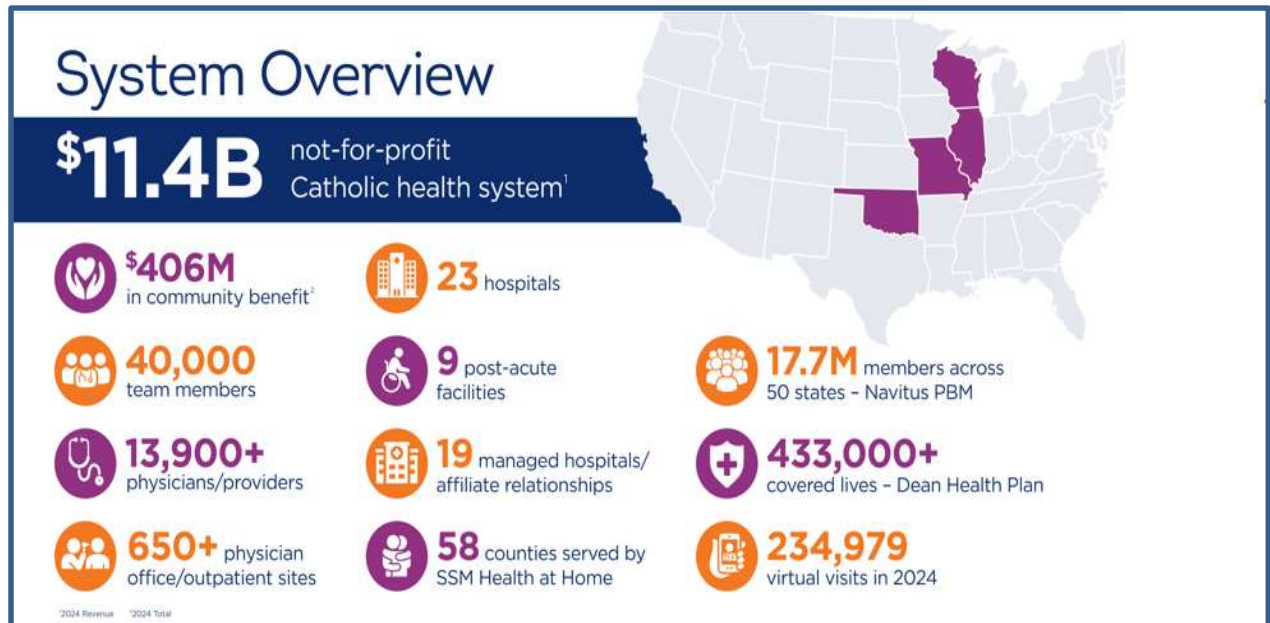 System Overview
$11.4B
not-for-profit
Catholic health system¹
$406M
in community benefit²
23 hospitals
40,000
team members
9 post-acute
facilities
17.7M members across
50 states – Navitus PBM
13,900+
physicians/providers
19 managed hospitals/
affiliate relationships
433,000+
covered lives – Dean Health Plan
650+ physician
office/outpatient sites
58 counties served by
SSM Health at Home
234,979
virtual visits in 2024
¹2024 Revenue ²2024 Total